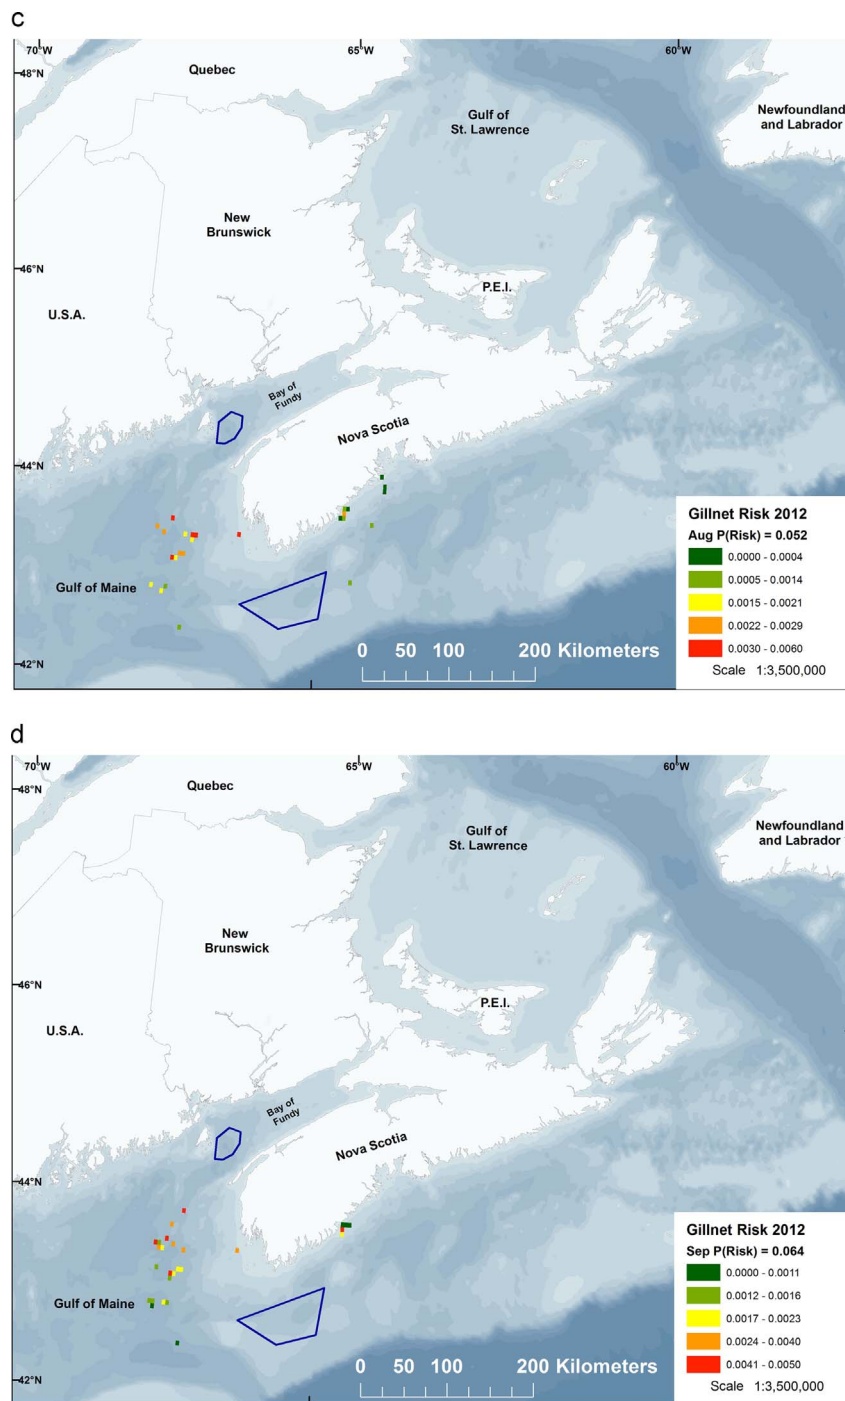 c
70°W
65°W
60°W
48°N
Quebec
Newfoundland
and Labrador
Gulf of
St. Lawrence
New
Brunswick
46°N
P.E.I.
U.S.A.
Bay of
Fundy
Nova Scotia
44°N
Gulf of Maine
42°N
0 50 100 200 Kilometers
Gillnet Risk 2012
Aug P(Risk) = 0.052
0.0000 - 0.0004
0.0005 - 0.0014
0.0015 - 0.0021
0.0022 - 0.0029
0.0030 - 0.0060
Scale 1:3,500,000
d
70°W
65°W
60°W
48°N
Quebec
Newfoundland
and Labrador
Gulf of
St. Lawrence
New
Brunswick
46°N
P.E.I.
U.S.A.
Bay of
Fundy
Nova Scotia
44°N
Gulf of Maine
42°N
0 50 100 200 Kilometers
Gillnet Risk 2012
Sep P(Risk) = 0.064
0.0000 - 0.0011
0.0012 - 0.0016
0.0017 - 0.0023
0.0024 - 0.0040
0.0041 - 0.0050
Scale 1:3,500,000